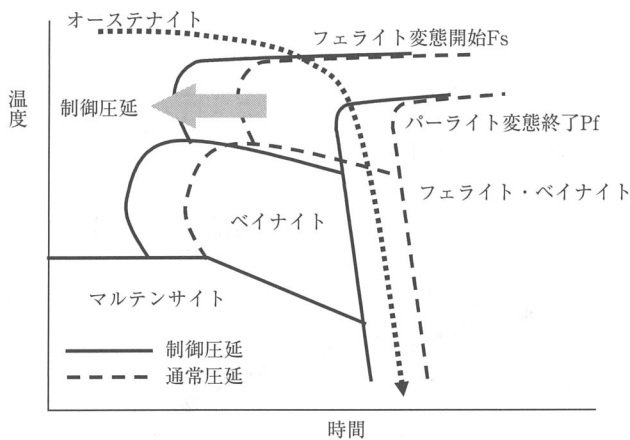 オーステナイト
フェライト変態開始Fs
温度
制御圧延
パーライト変態終了Pf
フェライト・ベイナイト
ベイナイト
マルテンサイト
制御圧延
通常圧延
時間